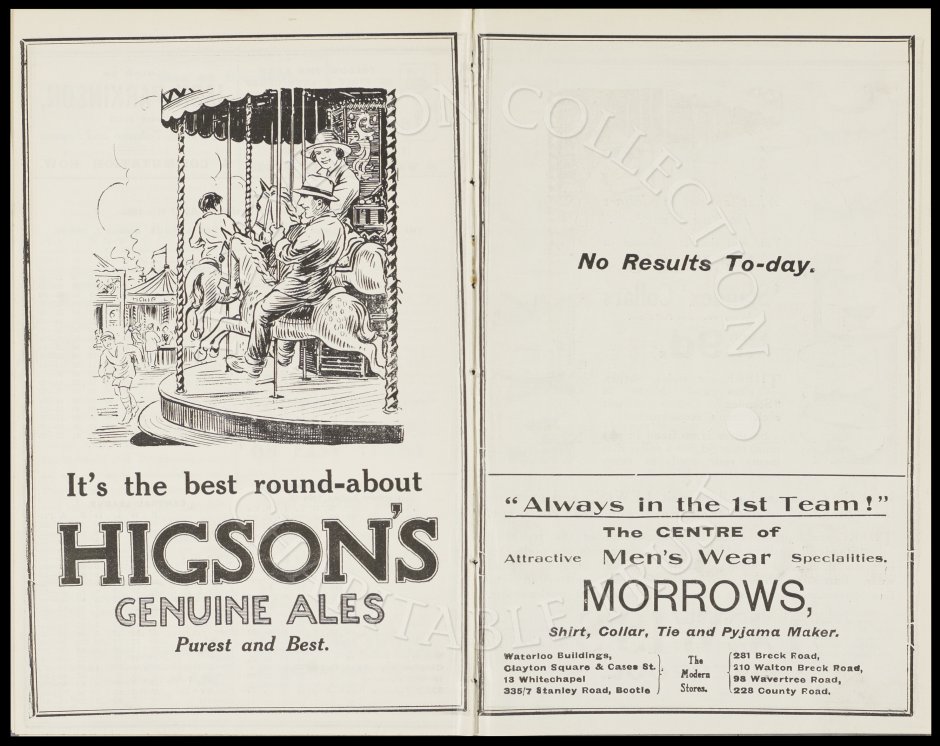 It's the best round-about
HIGSON'S
GENUINE ALES
Purest and Best.
No Results To-day.
"Always in the 1st Team!"
The CENTRE of
Attractive Men's Wear Specialities.
MORROWS,
Shirt, Collar, Tie and Pyjama Maker.
Waterloo Buildings,
Clayton Square & Cases St.
13 Whitechapel
335/7 Stanley Road, Bootle
The
Modern
Stores.
281 Breck Road,
210 Walton Breck Road,
98 Wavertree Road,
228 County Road.
COLLECTION
CHARITABLE TRUST